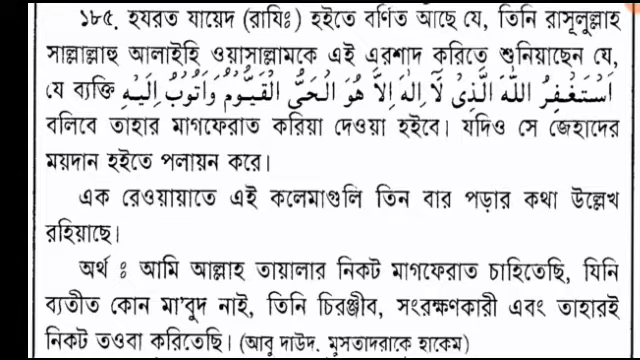 ১৮৫. হযরত যায়েদ (রাযিঃ) হইতে বর্ণিত আছে যে, তিনি রাসূলুল্লাহ
সাল্লাল্লাহু আলাইহি ওয়াসাল্লামকে এই এরশাদ করিতে শুনিয়াছেন যে,
যে ব্যক্তি اَسْتَغْفِرُ اللّٰهَ الَّذِىْ لَآ اِلٰهَ اِلَّا هُوَ الْحَىُّ الْقَيُّوْمُ وَاَتُوْبُ اِلَيْهِ
বলিবে তাহার মাগফেরাত করিয়া দেওয়া হইবে। যদিও সে জেহাদের
ময়দান হইতে পলায়ন করে।
এক রেওয়ায়াতে এই কলেমাগুলি তিন বার পড়ার কথা উল্লেখ
রহিয়াছে।
অর্থ ঃ আমি আল্লাহ তায়ালার নিকট মাগফেরাত চাহিতেছি, যিনি
ব্যতীত কোন মা'বুদ নাই, তিনি চিরঞ্জীব, সংরক্ষণকারী এবং তাহারই
নিকট তওবা করিতেছি। (আবু দাউদ. মুসতাদরাকে হাকেম)